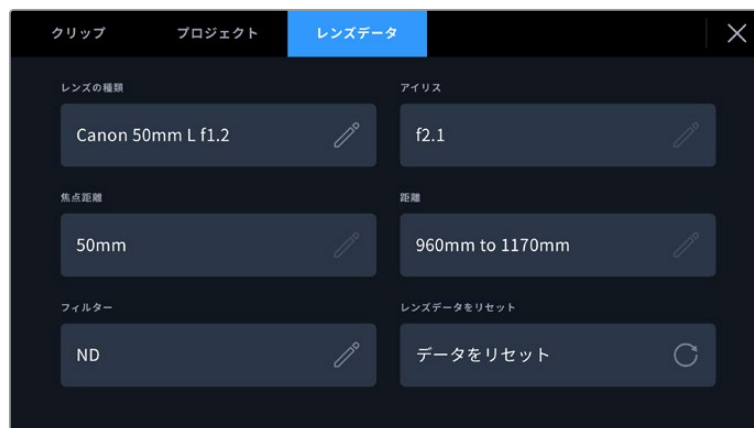 クリップ プロジェクト レンズデータ
レンズの種類 アイリス
Canon 50mm L f1.2 f2.1
焦点距離 距離
50mm 960mm to 1170mm
フィルター レンズデータをリセット
ND データをリセット